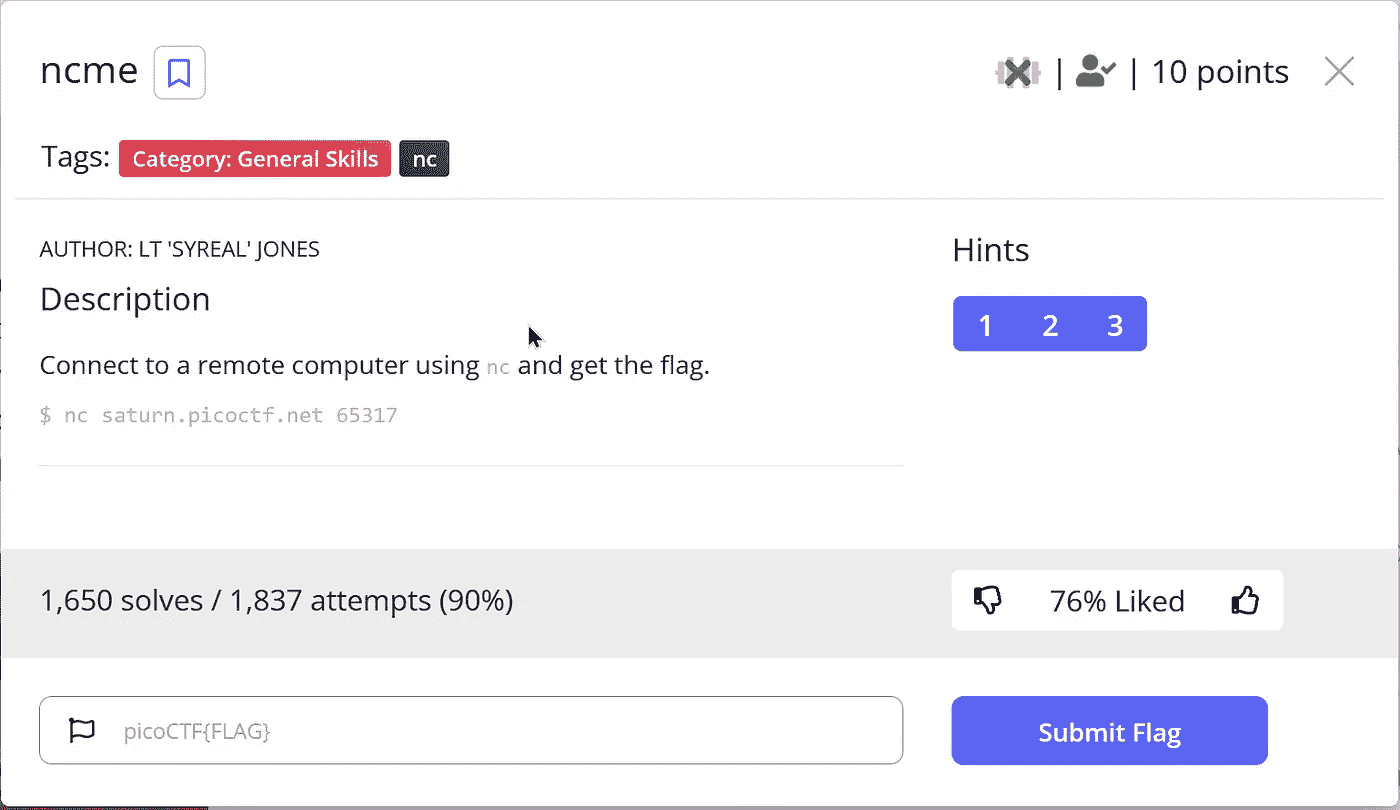 ncme
| | 10 points
Tags: Category: General Skills nc
AUTHOR: LT 'SYREAL' JONES
Description
Connect to a remote computer using nc and get the flag.
$ nc saturn.picoctf.net 65317
Hints
1 2 3
1,650 solves / 1,837 attempts (90%)
76% Liked
picoCTF{FLAG}
Submit Flag